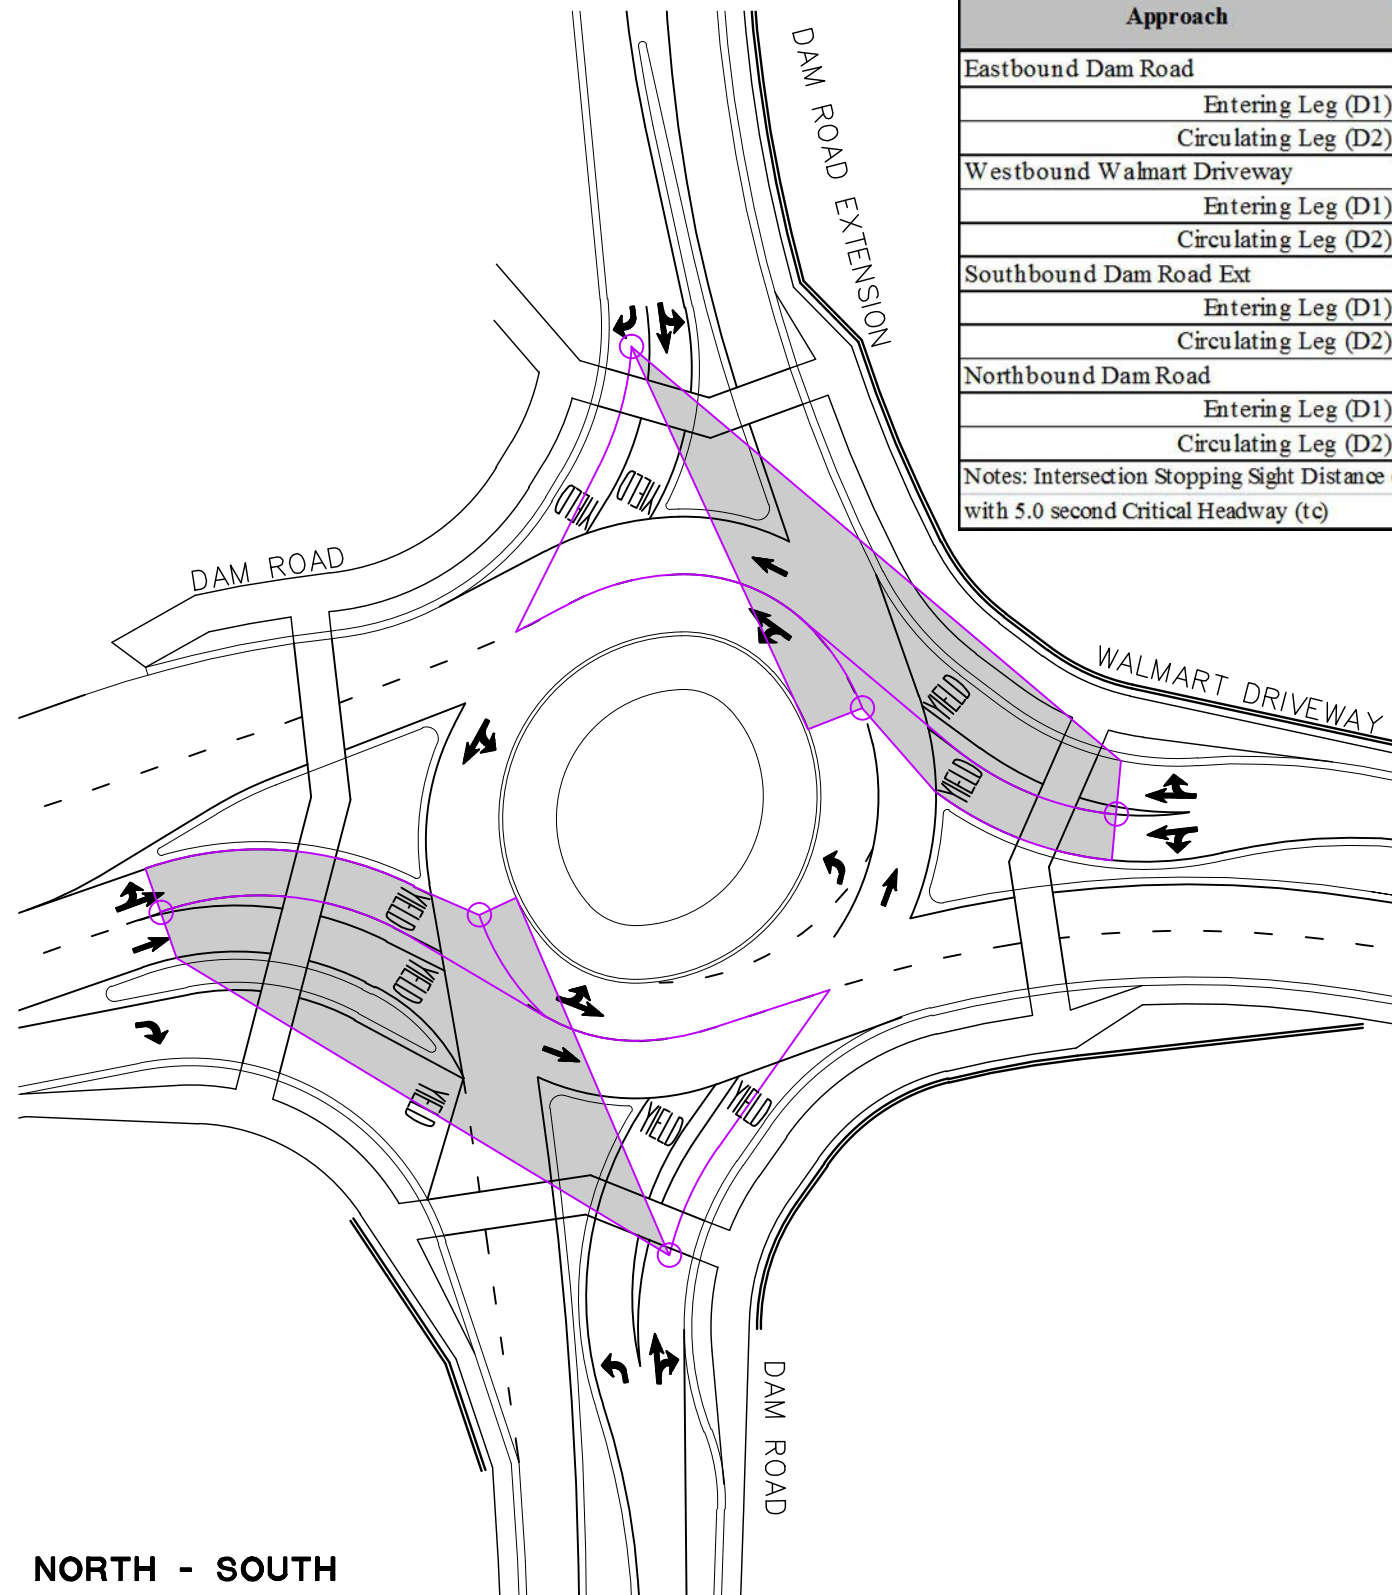 Approach
Eastbound Dam Road
Entering Leg (D1)
Circulating Leg (D2)
Westbound Walmart Driveway
Entering Leg (D1)
Circulating Leg (D2)
Southbound Dam Road Ext
Entering Leg (D1)
Circulating Leg (D2)
Northbound Dam Road
Entering Leg (D1)
Circulating Leg (D2)
Notes: Intersection Stopping Sight Distance
with 5.0 second Critical Headway (tc)
DAM ROAD EXTENSION
YIELD
YIELD
DAM ROAD
WALMART DRIVEWAY
YIELD
YIELD
YIELD
YIELD
YIELD
YIELD
YIELD
DAM ROAD
NORTH - SOUTH